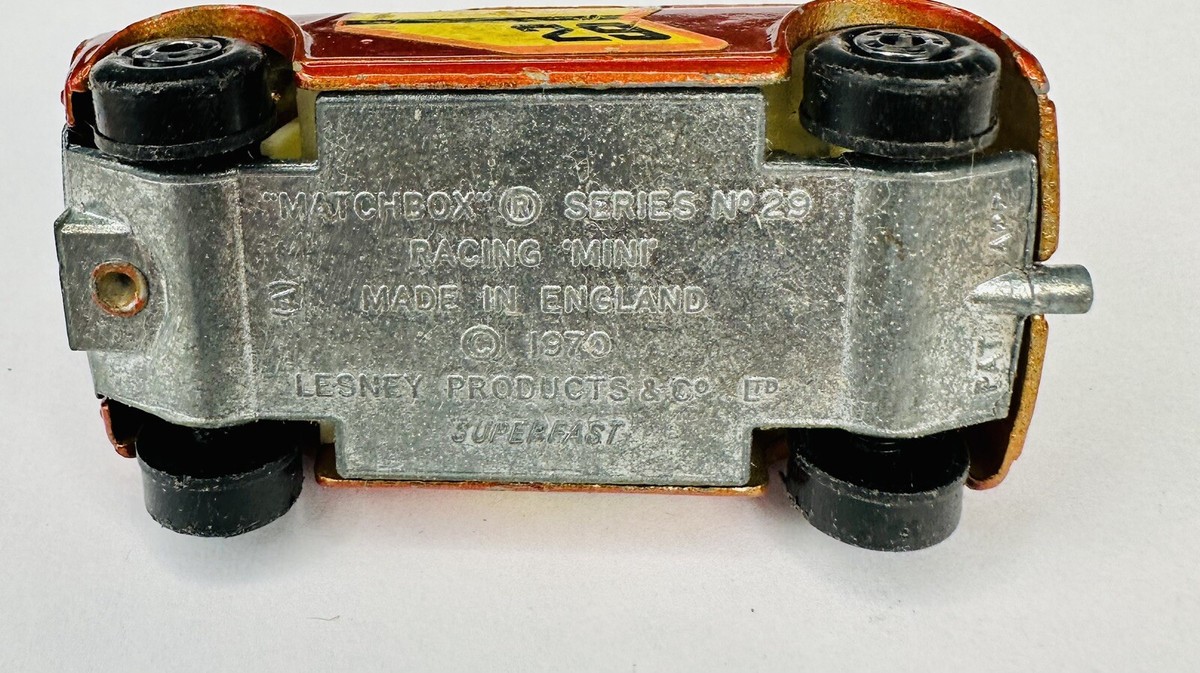 "MATCHBOX" ® SERIES Nº 29
RACING 'MINI'
MADE IN ENGLAND
© 1970
LESNEY PRODUCTS & Cº LTD
SUPERFAST
PAT. APP